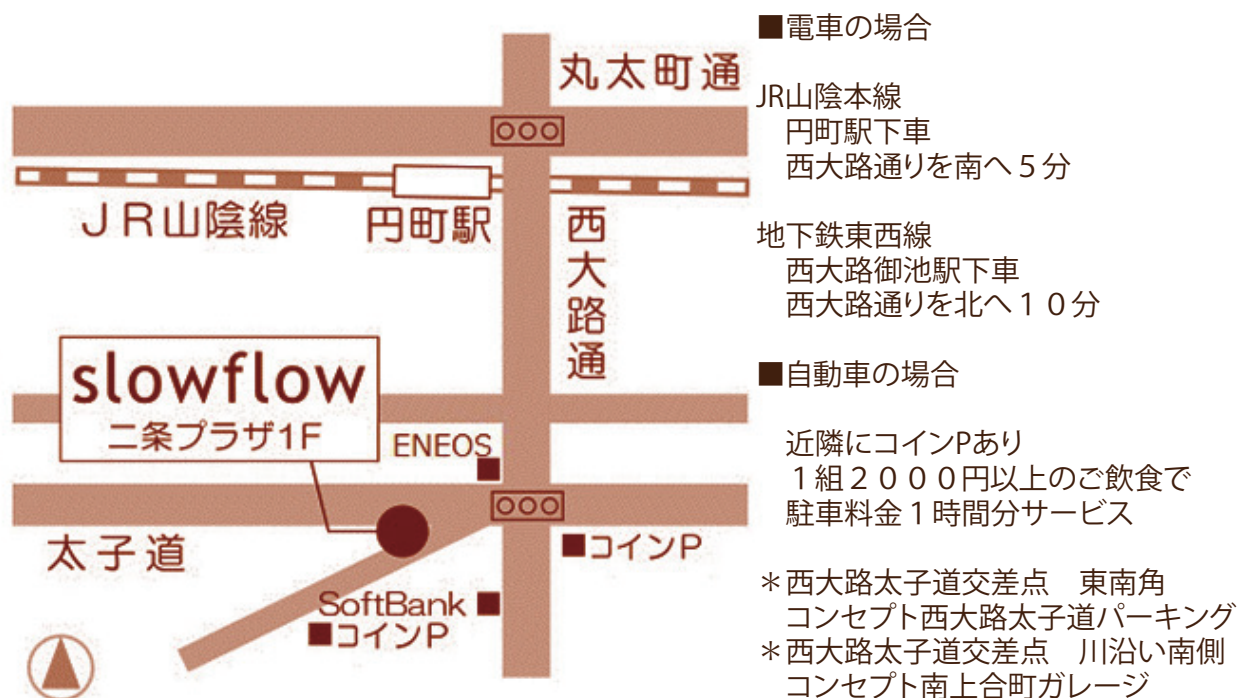 丸太町通
JR山陰線
円町駅
西大路通
slowflow
二条プラザ1F
ENEOS
太子道
コインP
SoftBank
コインP
■電車の場合
JR山陰本線
円町駅下車
西大路通りを南へ５分
地下鉄東西線
西大路御池駅下車
西大路通りを北へ１０分
■自動車の場合
近隣にコインPあり
１組２０００円以上のご飲食で
駐車料金１時間分サービス
＊西大路太子道交差点　東南角
コンセプト西大路太子道パーキング
＊西大路太子道交差点　川沿い南側
コンセプト南上合町ガレージ